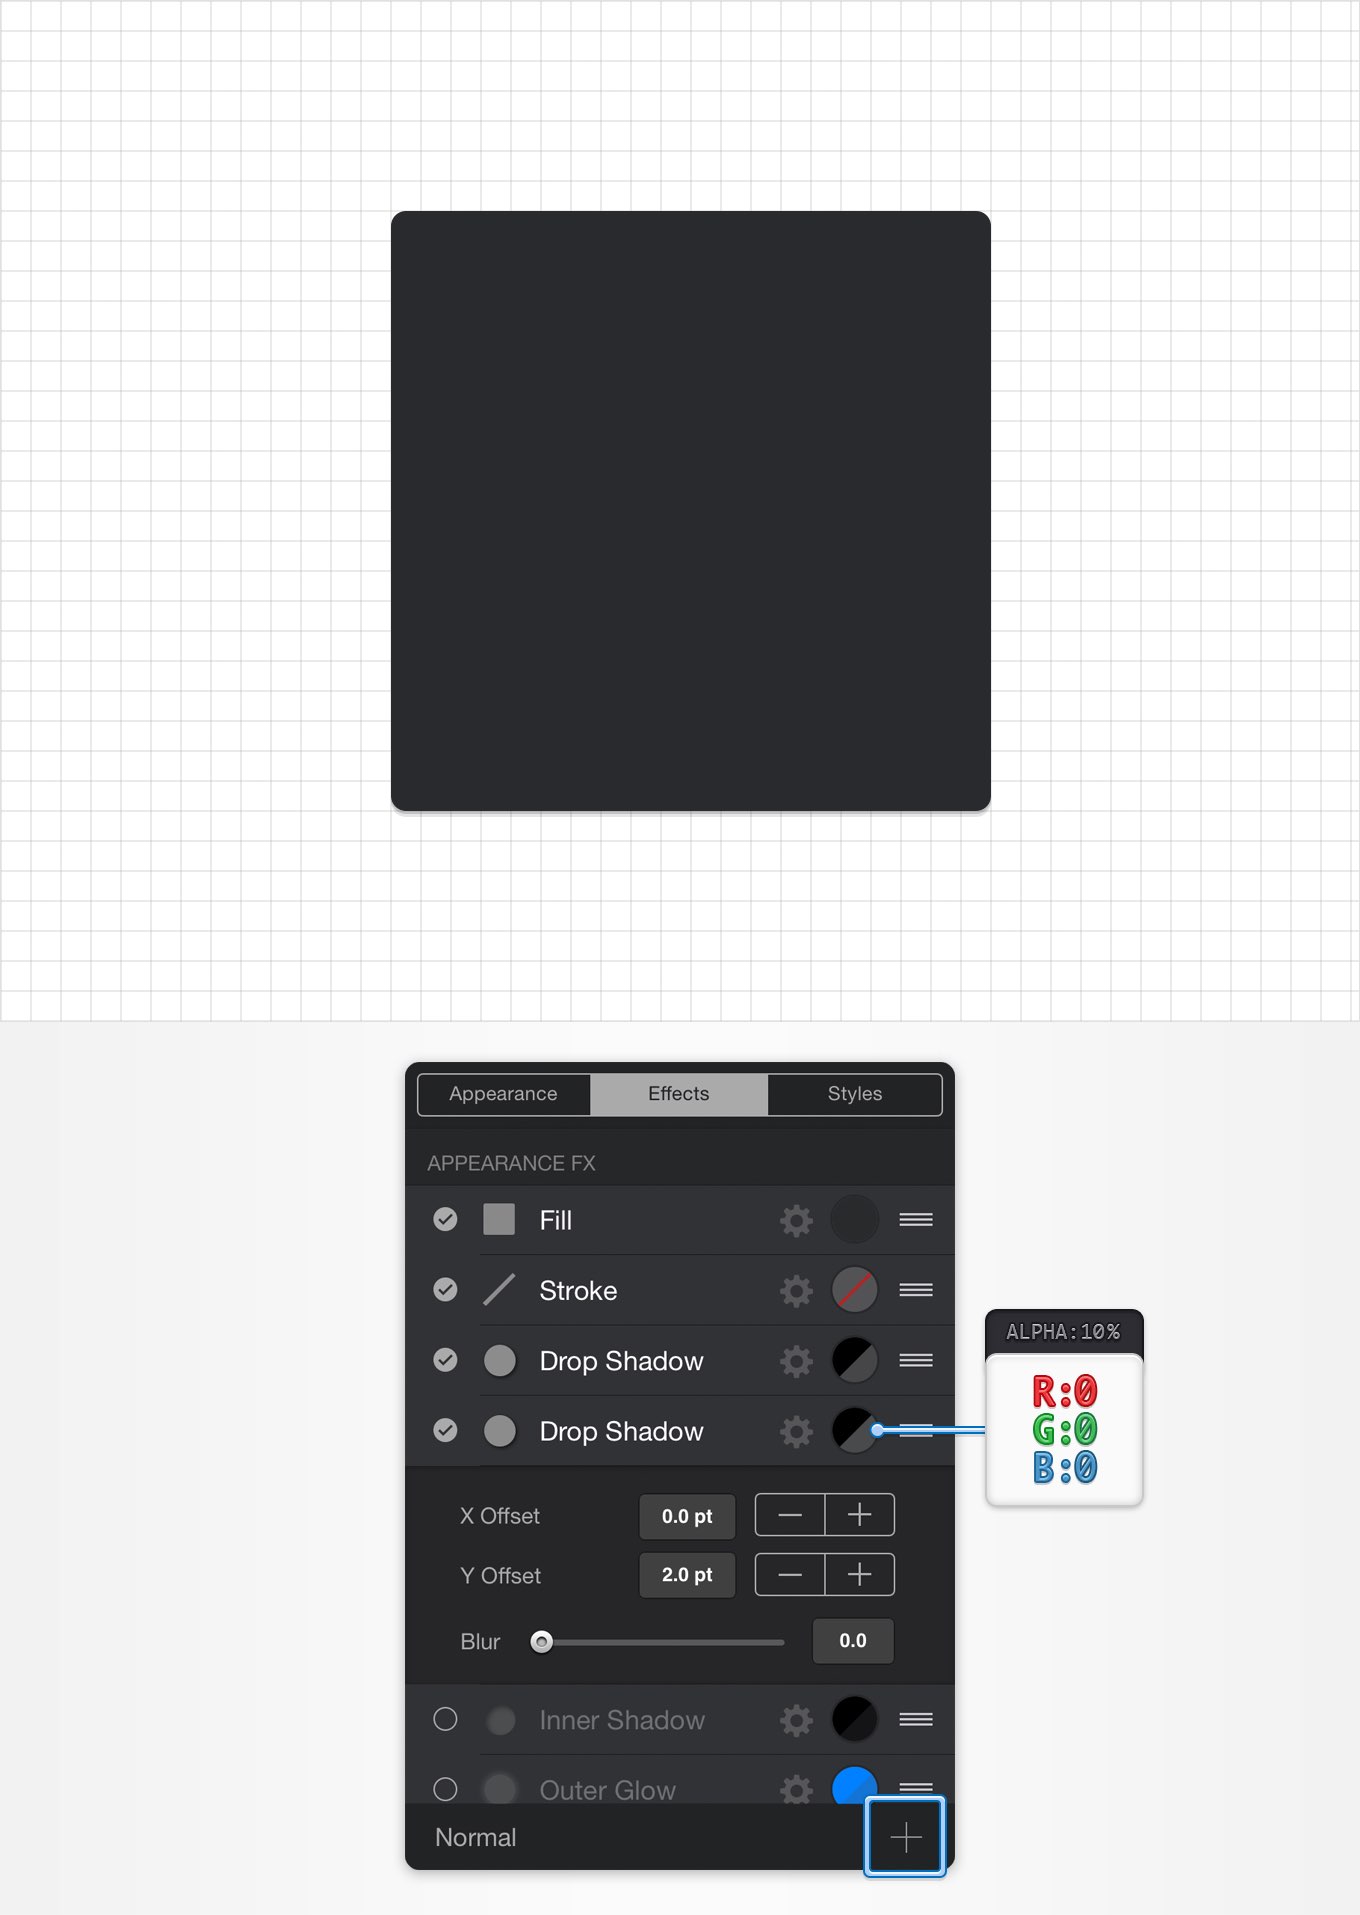 Appearance
Effects
Styles
APPEARANCE FX
Fill
Stroke
Drop Shadow
Drop Shadow
ALPHA:10%
R:0
G:0
B:0
X Offset 0.0 pt
Y Offset 2.0 pt
Blur 0.0
Inner Shadow
Outer Glow
Normal